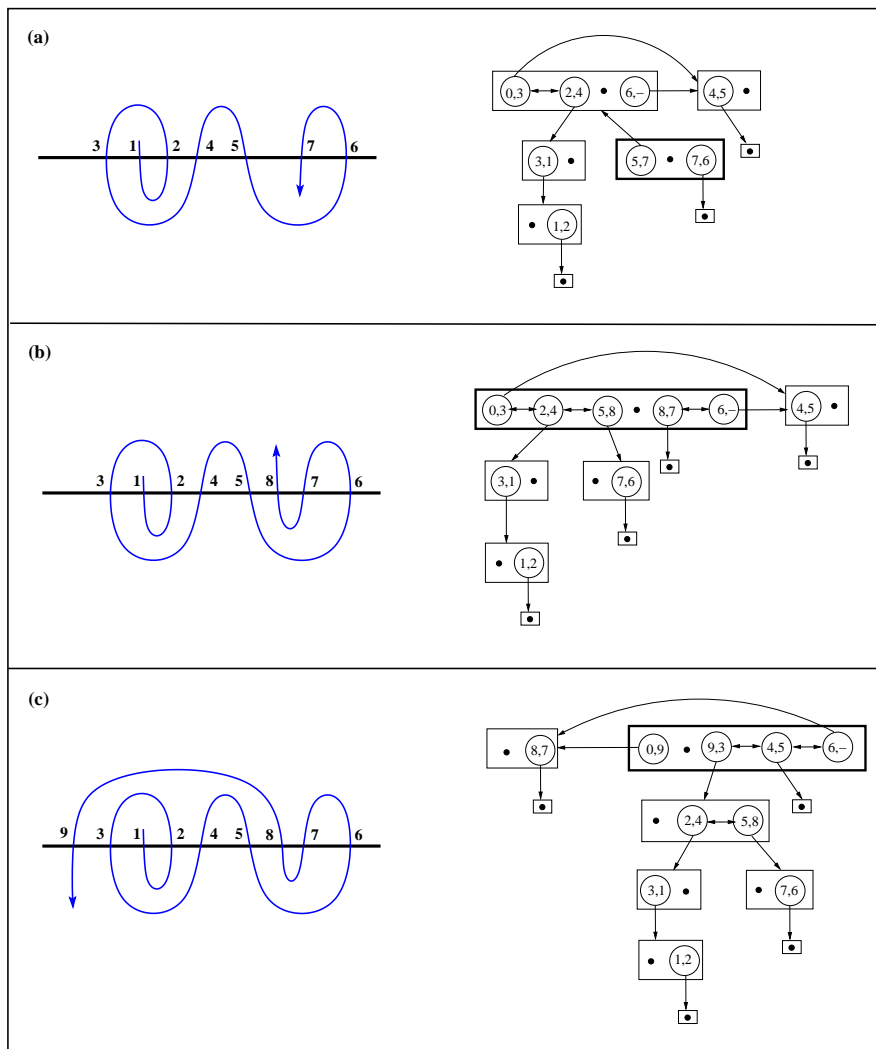 (a)
3 1 2 4 5 7 6
0,3 2,4 6,– 4,5
3,1 5,7 7,6
1,2
(b)
3 1 2 4 5 8 7 6
0,3 2,4 5,8 8,7 6,– 4,5
3,1 7,6
1,2
(c)
9 3 1 2 4 5 8 7 6
8,7 0,9 9,3 4,5 6,–
2,4 5,8
3,1 7,6
1,2